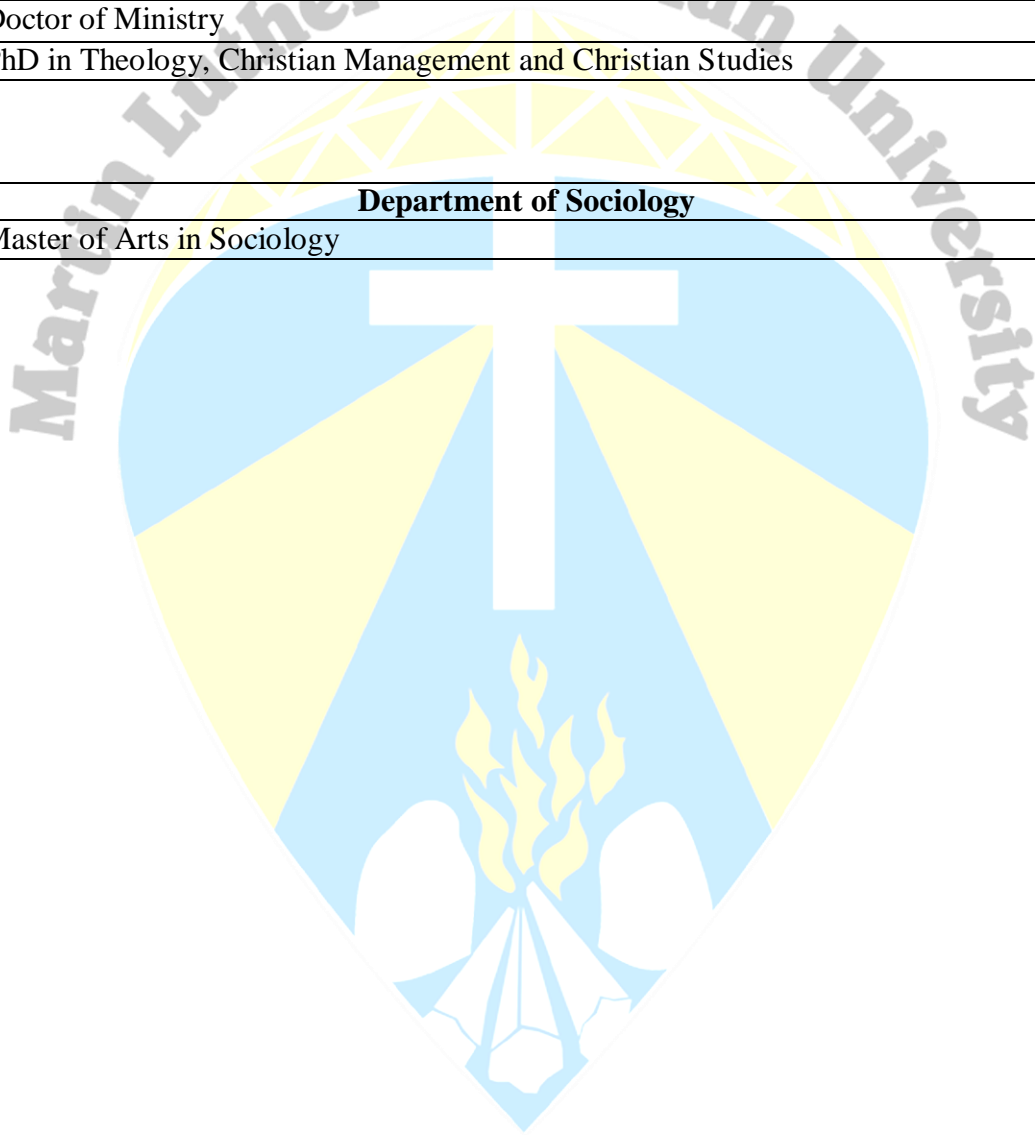 Doctor of Ministry
PhD in Theology, Christian Management and Christian Studies
Department of Sociology
Master of Arts in Sociology
Martin Luther University